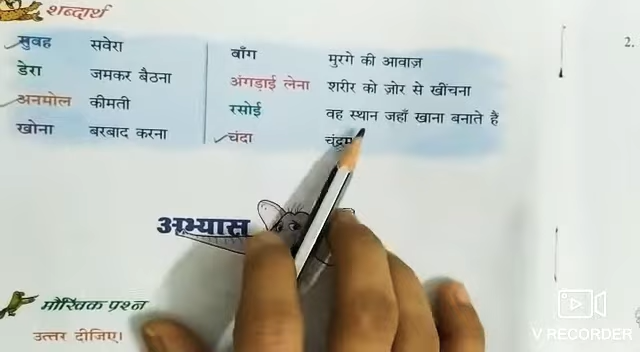 शब्दार्थ
सुबह सवेरा
डेरा जमकर बैठना
अनमोल कीमती
खोना बरबाद करना
बाँग मुरगे की आवाज़
अंगड़ाई लेना शरीर को ज़ोर से खींचना
रसोई वह स्थान जहाँ खाना बनाते हैं
चंदा
अभ्यास
मौखिक प्रश्न
उत्तर दीजिए।
2.
V RECORDER